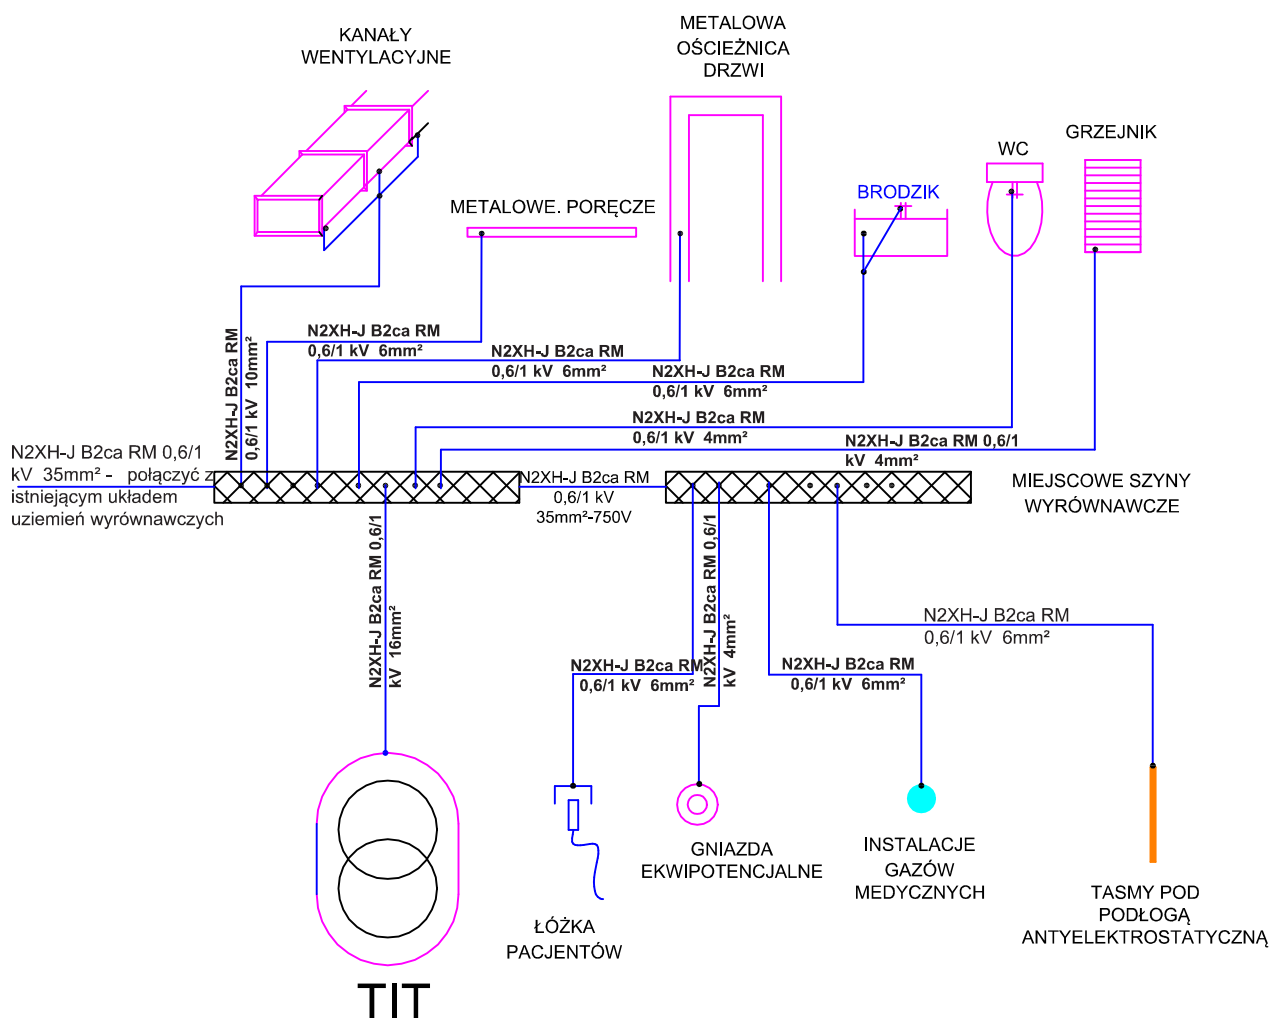 KANAŁY
WENTYLACYJNE
METALOWA
OŚCIEŻNICA
DRZWI
WC
GRZEJNIK
BRODZIK
METALOWE. PORĘCZE
N2XH-J B2ca RM
0,6/1 kV 10mm²
N2XH-J B2ca RM
0,6/1 kV 6mm²
N2XH-J B2ca RM
0,6/1 kV 6mm²
N2XH-J B2ca RM
0,6/1 kV 6mm²
N2XH-J B2ca RM
0,6/1 kV 4mm²
N2XH-J B2ca RM 0,6/1
kV 4mm²
N2XH-J B2ca RM 0,6/1
kV 35mm² - połączyć z
istniejącym układem
uziemień wyrównawczych
N2XH-J B2ca RM
0,6/1 kV
35mm²-750V
MIEJSCOWE SZYNY
WYRÓWNAWCZE
N2XH-J B2ca RM 0,6/1
kV 16mm²
N2XH-J B2ca RM
0,6/1 kV 6mm²
N2XH-J B2ca RM 0,6/1
kV 4mm²
N2XH-J B2ca RM
0,6/1 kV 6mm²
N2XH-J B2ca RM
0,6/1 kV 6mm²
GNIAZDA
EKWIPOTENCJALNE
INSTALACJE
GAZÓW
MEDYCZNYCH
TASMY POD
PODŁOGĄ
ANTYELEKTROSTATYCZNĄ
ŁÓŻKA
PACJENTÓW
TIT